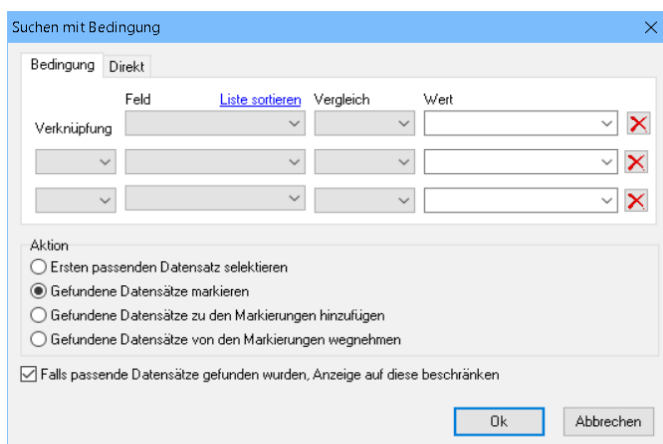 Suchen mit Bedingung
Bedingung Direkt
Feld Liste sortieren Vergleich Wert
Verknüpfung
Aktion
Ersten passenden Datensatz selektieren
Gefundene Datensätze markieren
Gefundene Datensätze zu den Markierungen hinzufügen
Gefundene Datensätze von den Markierungen wegnehmen
Falls passende Datensätze gefunden wurden, Anzeige auf diese beschränken
Ok Abbrechen